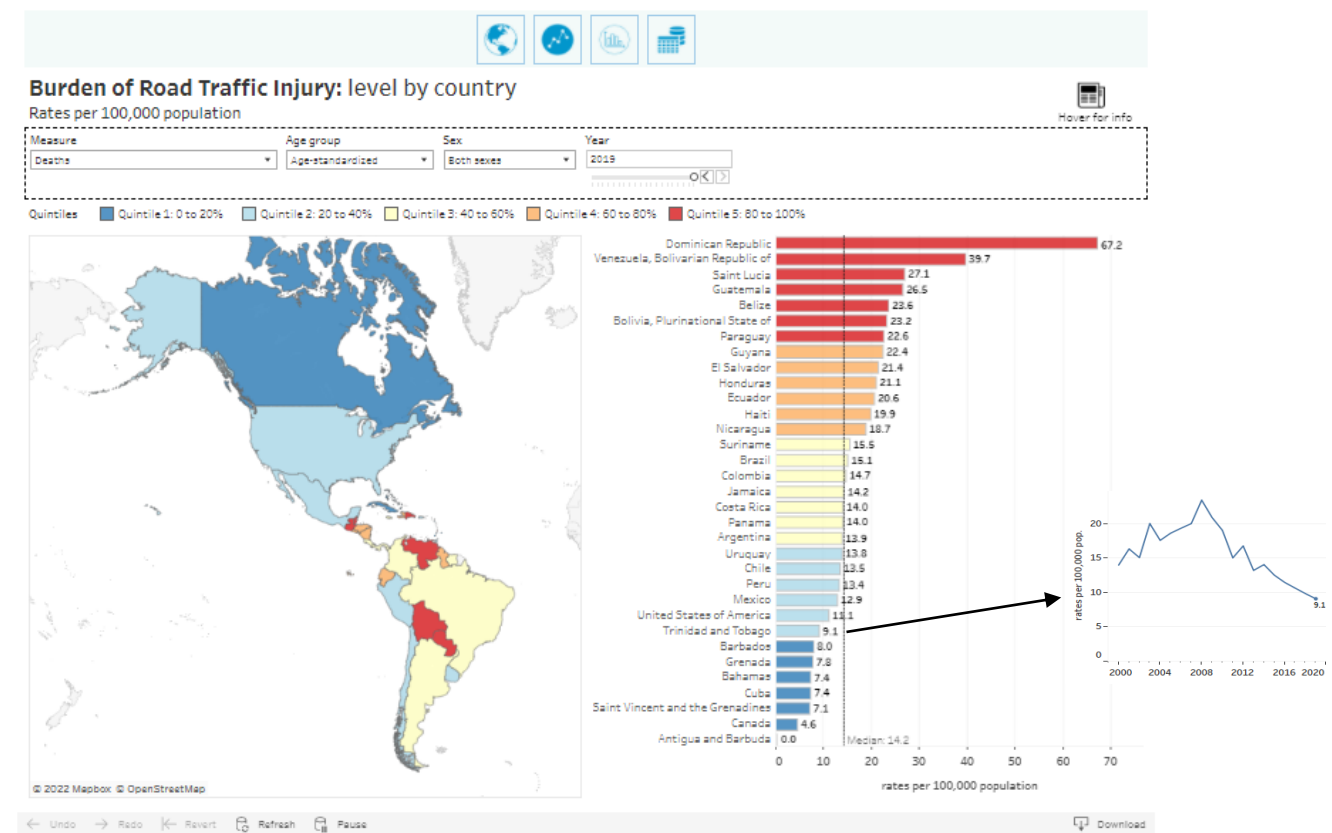 Burden of Road Traffic Injury: level by country
Rates per 100,000 population
Hover for info
Measure Age group Sex Year
Deaths Age-standardized Both sexes 2019
Quintiles Quintile 1: 0 to 20% Quintile 2: 20 to 40% Quintile 3: 40 to 60% Quintile 4: 60 to 80% Quintile 5: 80 to 100%
Dominican Republic 67.2
Venezuela, Bolivarian Republic of 39.7
Saint Lucia 27.1
Guatemala 26.5
Belize 23.6
Bolivia, Plurinational State of 23.2
Paraguay 22.6
Guyana 22.4
El Salvador 21.4
Honduras 21.1
Ecuador 20.6
Haiti 19.9
Nicaragua 18.7
Suriname 15.5
Brazil 15.1
Colombia 14.7
Jamaica 14.2
Costa Rica 14.0
Panama 14.0
Argentina 13.9
Uruguay 13.8
Chile 13.5
Peru 13.4
Mexico 12.9
United States of America 11.1
Trinidad and Tobago 9.1
Barbados 8.0
Grenada 7.8
Bahamas 7.4
Cuba 7.4
Saint Vincent and the Grenadines 7.1
Canada 4.6
Antigua and Barbuda 0.0
Median: 14.2
0 10 20 30 40 50 60 70
rates per 100,000 population
rates per 100,000 pop.
20
15
10
5
0
9.1
2000 2004 2008 2012 2016 2020
© 2022 Mapbox © OpenStreetMap
Undo Redo Revert Refresh Pause Download